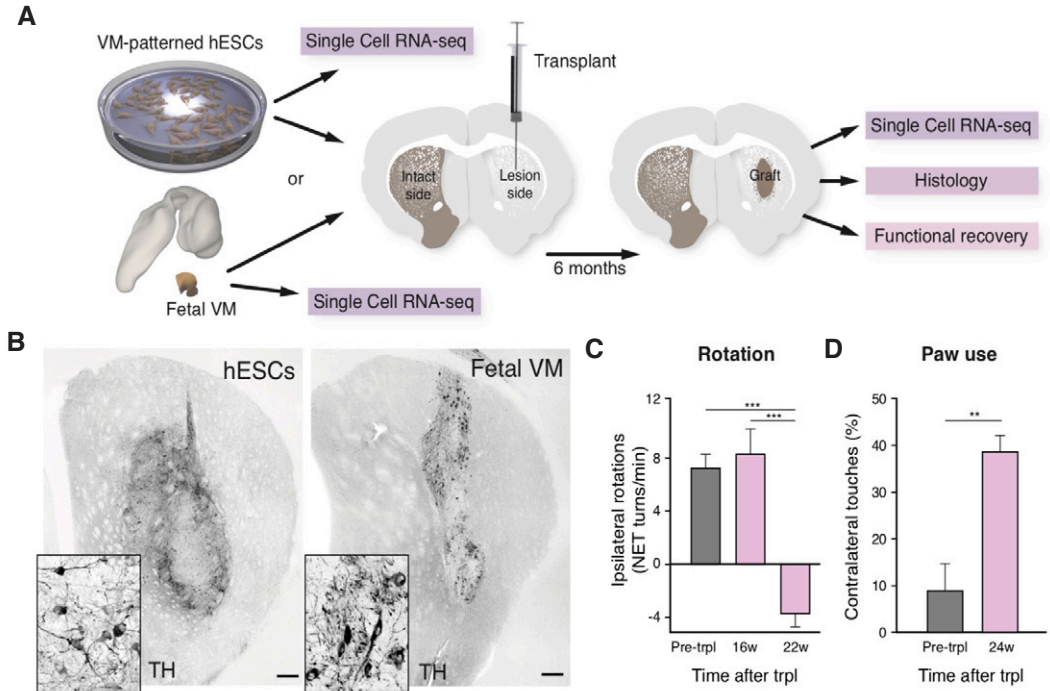 A
VM-patterned hESCs
Single Cell RNA-seq
Transplant
Single Cell RNA-seq
or
Intact
side
Lesion
side
Graft
Histology
Functional recovery
6 months
Fetal VM
Single Cell RNA-seq
B
hESCs
TH
Fetal VM
TH
C
Rotation
Ipsilateral rotations
(NET turns/min)
12
8
4
0
-4
***
***
Pre-trpl 16w 22w
Time after trpl
D
Paw use
Contralateral touches (%)
50
40
30
20
10
0
**
Pre-trpl 24w
Time after trpl